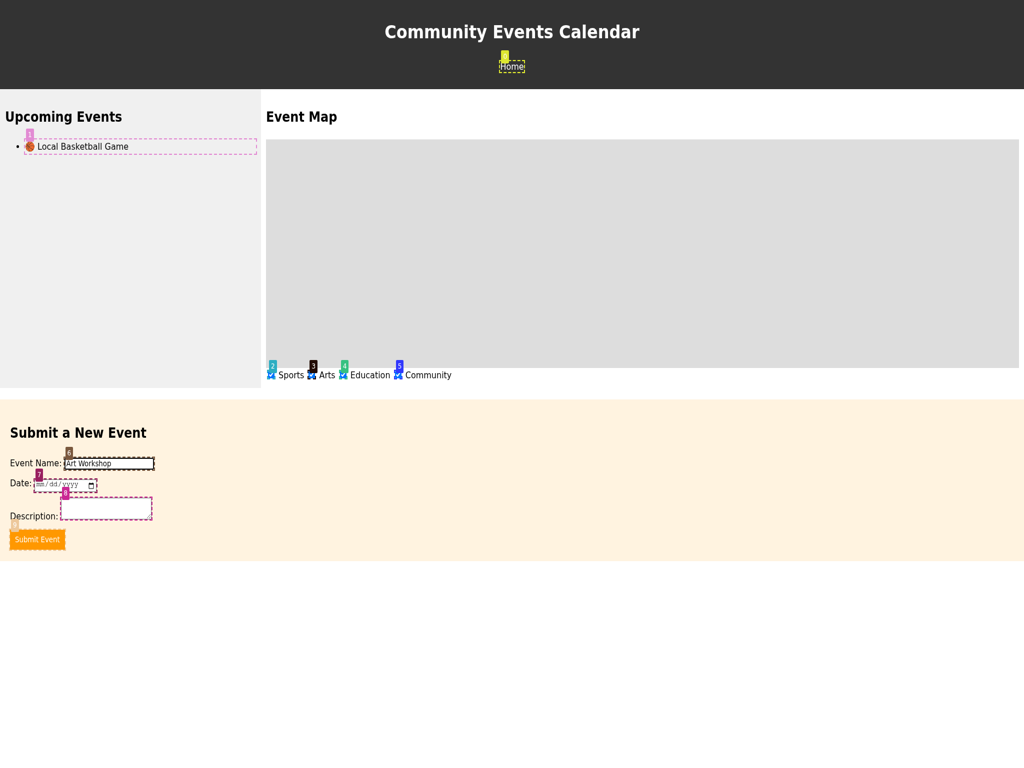 Community Events Calendar
0
Home
Upcoming Events
Event Map
1
• 🏀 Local Basketball Game
2 3 4 5
Sports Arts Education Community
Submit a New Event
6
Event Name: Art Workshop
7
Date: mm/dd/yyyy
8
Description:
9
Submit Event